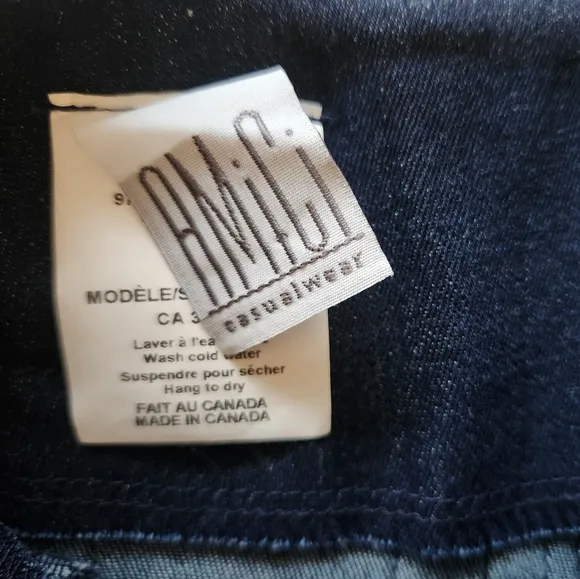 AMiCi
casualwear
MODÈLE/S
CA 3
Laver à l'ea
Wash cold water
Suspendre pour sécher
Hang to dry
FAIT AU CANADA
MADE IN CANADA